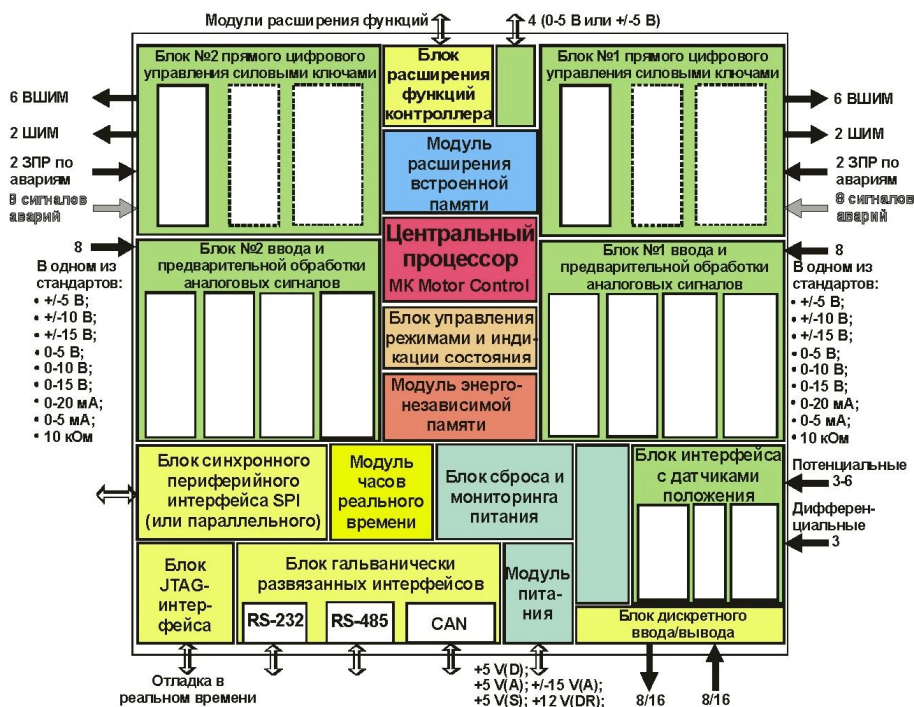 Модули расширения функций
4 (0-5 В или +/-5 В)
Блок №2 прямого цифрового
управления силовыми ключами
Блок
расширения
функций
контроллера
Блок №1 прямого цифрового
управления силовыми ключами
6 ВШИМ
2 ШИМ
2 ЗПР по
авариям
8 сигналов
аварий
6 ВШИМ
2 ШИМ
2 ЗПР по
авариям
8 сигналов
аварий
Модуль
расширения
встроенной
памяти
Центральный
процессор
МК Motor Control
8
В одном из
стандартов:
• +/-5 В;
• +/-10 В;
• +/-15 В;
• 0-5 В;
• 0-10 В;
• 0-15 В;
• 0-20 мА;
• 0-5 мА;
• 10 кОм
Блок №2 ввода и
предварительной обработки
аналоговых сигналов
Блок №1 ввода и
предварительной обработки
аналоговых сигналов
8
В одном из
стандартов:
• +/-5 В;
• +/-10 В;
• +/-15 В;
• 0-5 В;
• 0-10 В;
• 0-15 В;
• 0-20 мА;
• 0-5 мА;
• 10 кОм
Блок управления
режимами и инди-
кации состояния
Модуль энерго-
независимой
памяти
Блок синхронного
периферийного
интерфейса SPI
(или параллельного)
Модуль
часов
реального
времени
Блок сброса и
мониторинга
питания
Блок интерфейса
с датчиками
положения
Потенциальные
3-6
Дифферен-
циальные
3
Блок
JTAG-
интер-
фейса
Блок гальванически
развязанных интерфейсов
RS-232
RS-485
CAN
Модуль
пита-
ния
Блок дискретного
ввода/вывода
Отладка в
реальном времени
+5 V(D);
+5 V(A); +/-15 V(A);
+5 V(S); +12 V(DR);
8/16
8/16